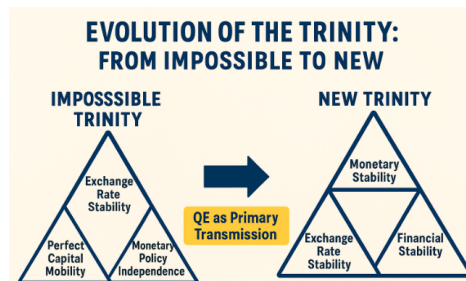 EVOLUTION OF THE TRINITY:
FROM IMPOSSIBLE TO NEW
IMPOSSSIBLE
TRINITY
Exchange
Rate
Stability
Perfect
Capital
Mobility
Monetary
Policy
Independence
QE as Primary
Transmission
NEW TRINITY
Monetary
Stability
Exchange
Rate
Stability
Financial
Stability